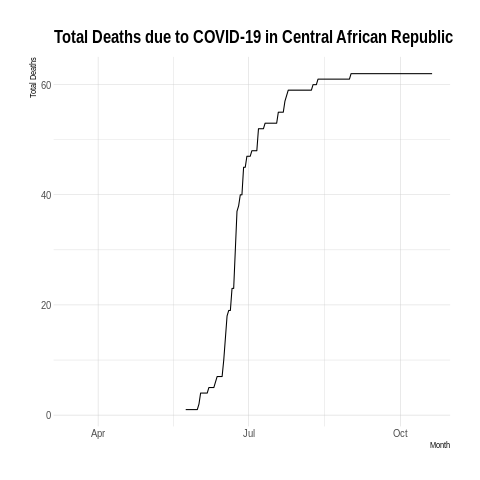 Total Deaths due to COVID-19 in Central African Republic
Total Deaths
60
40
20
0
Apr
Jul
Oct
Month